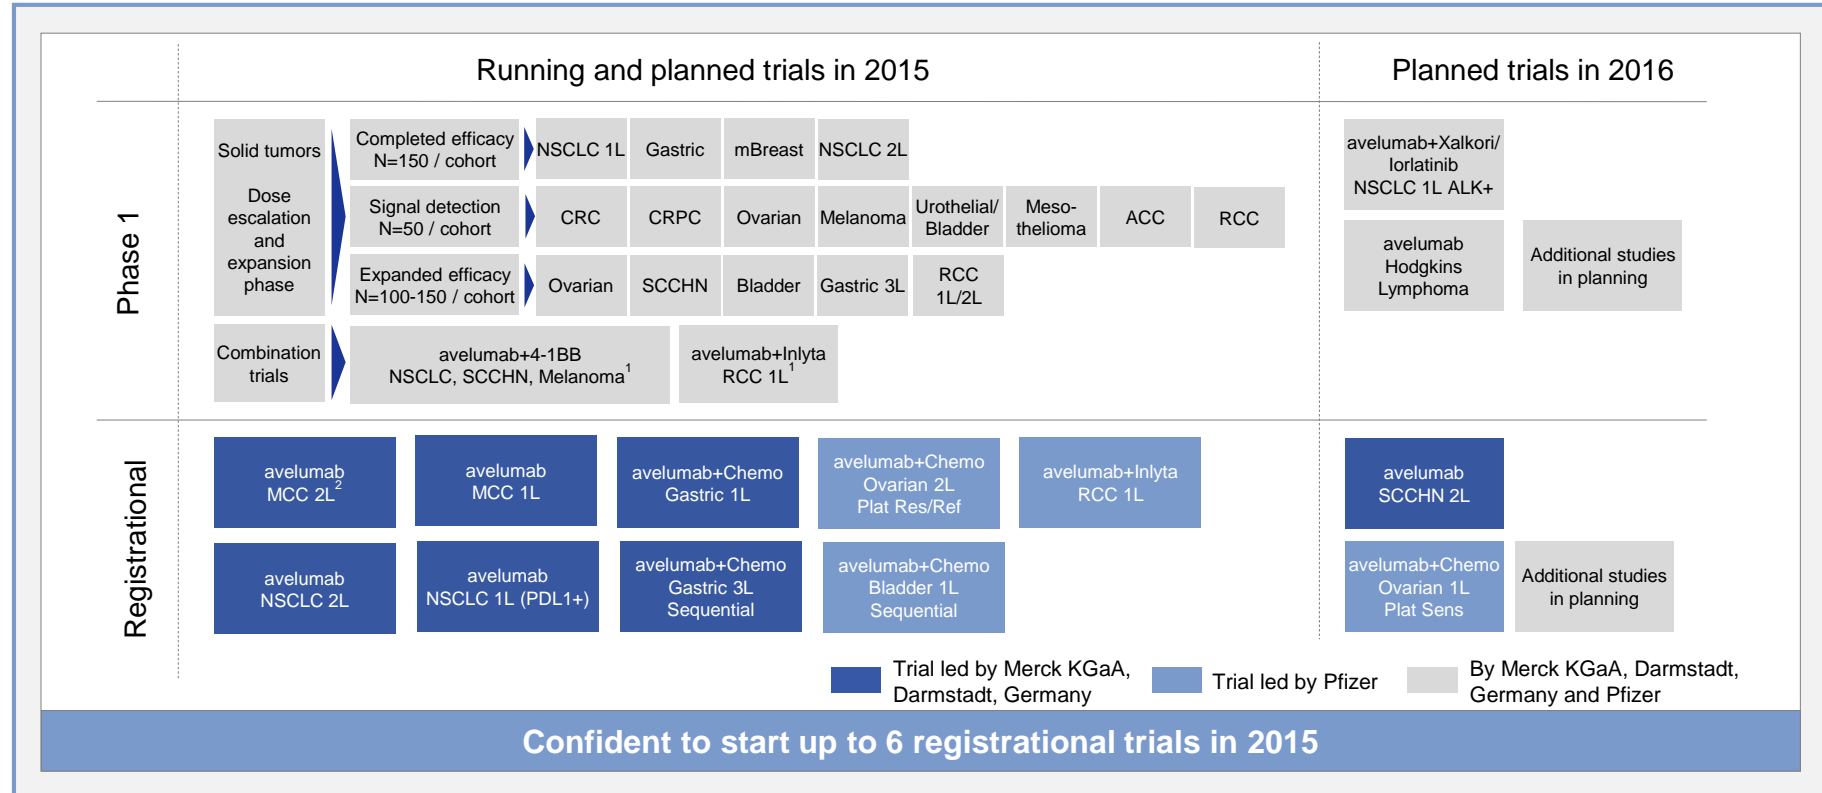 Running and planned trials in 2015
Planned trials in 2016
Phase 1
Solid tumors
Dose
escalation
and
expansion
phase
Completed efficacy
N=150 / cohort
NSCLC 1L
Gastric
mBreast
NSCLC 2L
Signal detection
N=50 / cohort
CRC
CRPC
Ovarian
Melanoma
Urothelial/
Bladder
Meso-
thelioma
ACC
RCC
Expanded efficacy
N=100-150 / cohort
Ovarian
SCCHN
Bladder
Gastric 3L
RCC
1L/2L
Combination
trials
avelumab+4-1BB
NSCLC, SCCHN, Melanoma1
avelumab+Inlyta
RCC 1L1
avelumab+Xalkori/
lorlatinib
NSCLC 1L ALK+
avelumab
Hodgkins
Lymphoma
Additional studies
in planning
Registrational
avelumab
MCC 2L2
avelumab
MCC 1L
avelumab+Chemo
Gastric 1L
avelumab+Chemo
Ovarian 2L
Plat Res/Ref
avelumab+Inlyta
RCC 1L
avelumab
SCCHN 2L
avelumab
NSCLC 2L
avelumab
NSCLC 1L (PDL1+)
avelumab+Chemo
Gastric 3L
Sequential
avelumab+Chemo
Bladder 1L
Sequential
avelumab+Chemo
Ovarian 1L
Plat Sens
Additional studies
in planning
Trial led by Merck KGaA,
Darmstadt, Germany
Trial led by Pfizer
By Merck KGaA, Darmstadt,
Germany and Pfizer
Confident to start up to 6 registrational trials in 2015